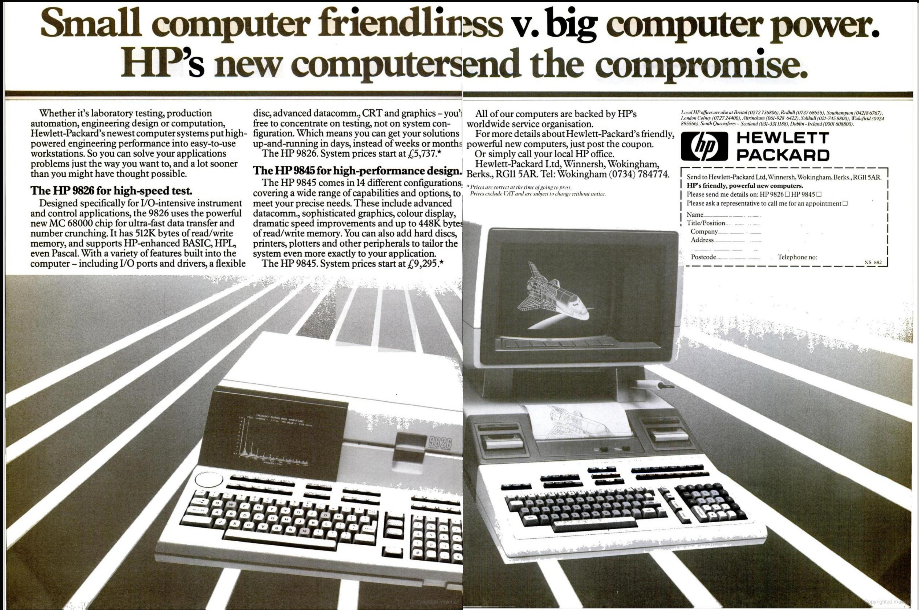 Small computer friendliness v. big computer power.
HP's new computers end the compromise.
Whether it's laboratory testing, production
automation, engineering design or computation,
Hewlett-Packard's newest computer systems put high-
powered engineering performance into easy-to-use
workstations. So you can solve your applications
problems just the way you want to, and a lot sooner
than you might have thought possible.
The HP 9826 for high-speed test.
Designed specifically for I/O-intensive instrument
and control applications, the 9826 uses the powerful
new MC 68000 chip for ultra-fast data transfer and
number crunching. It has 512K bytes of read/write
memory, and supports HP-enhanced BASIC, HPL,
even Pascal. With a variety of features built into the
computer – including I/O ports and drivers, a flexible
disc, advanced datacomm., CRT and graphics – you'r
free to concentrate on testing, not on system con-
figuration. Which means you can get your solutions
up-and-running in days, instead of weeks or months
The HP 9826. System prices start at £5,737.*
The HP 9845 for high-performance design.
The HP 9845 comes in 14 different configurations,
covering a wide range of capabilities and options, to
meet your precise needs. These include advanced
datacomm., sophisticated graphics, colour display,
dramatic speed improvements and up to 448K bytes
of read/write memory. You can also add hard discs,
printers, plotters and other peripherals to tailor the
system even more exactly to your application.
The HP 9845. System prices start at £9,295.*
All of our computers are backed by HP's
worldwide service organisation.
For more details about Hewlett-Packard's friendly,
powerful new computers, just post the coupon.
Or simply call your local HP office.
Hewlett-Packard Ltd, Winnersh, Wokingham,
Berks., RG11 5AR. Tel: Wokingham (0734) 784774.
* Prices are correct at the time of going to press
Prices exclude VAT and are subject to change without notice.
hp HEWLETT
PACKARD
Send to Hewlett-Packard Ltd, Winnersh, Wokingham, Berks., RG11 5AR.
HP's friendly, powerful new computers.
Please send me details on: HP 9826 HP 9845
Please ask a representative to call me for an appointment
Name
Title/Position
Company
Address
Postcode Telephone no:
9826